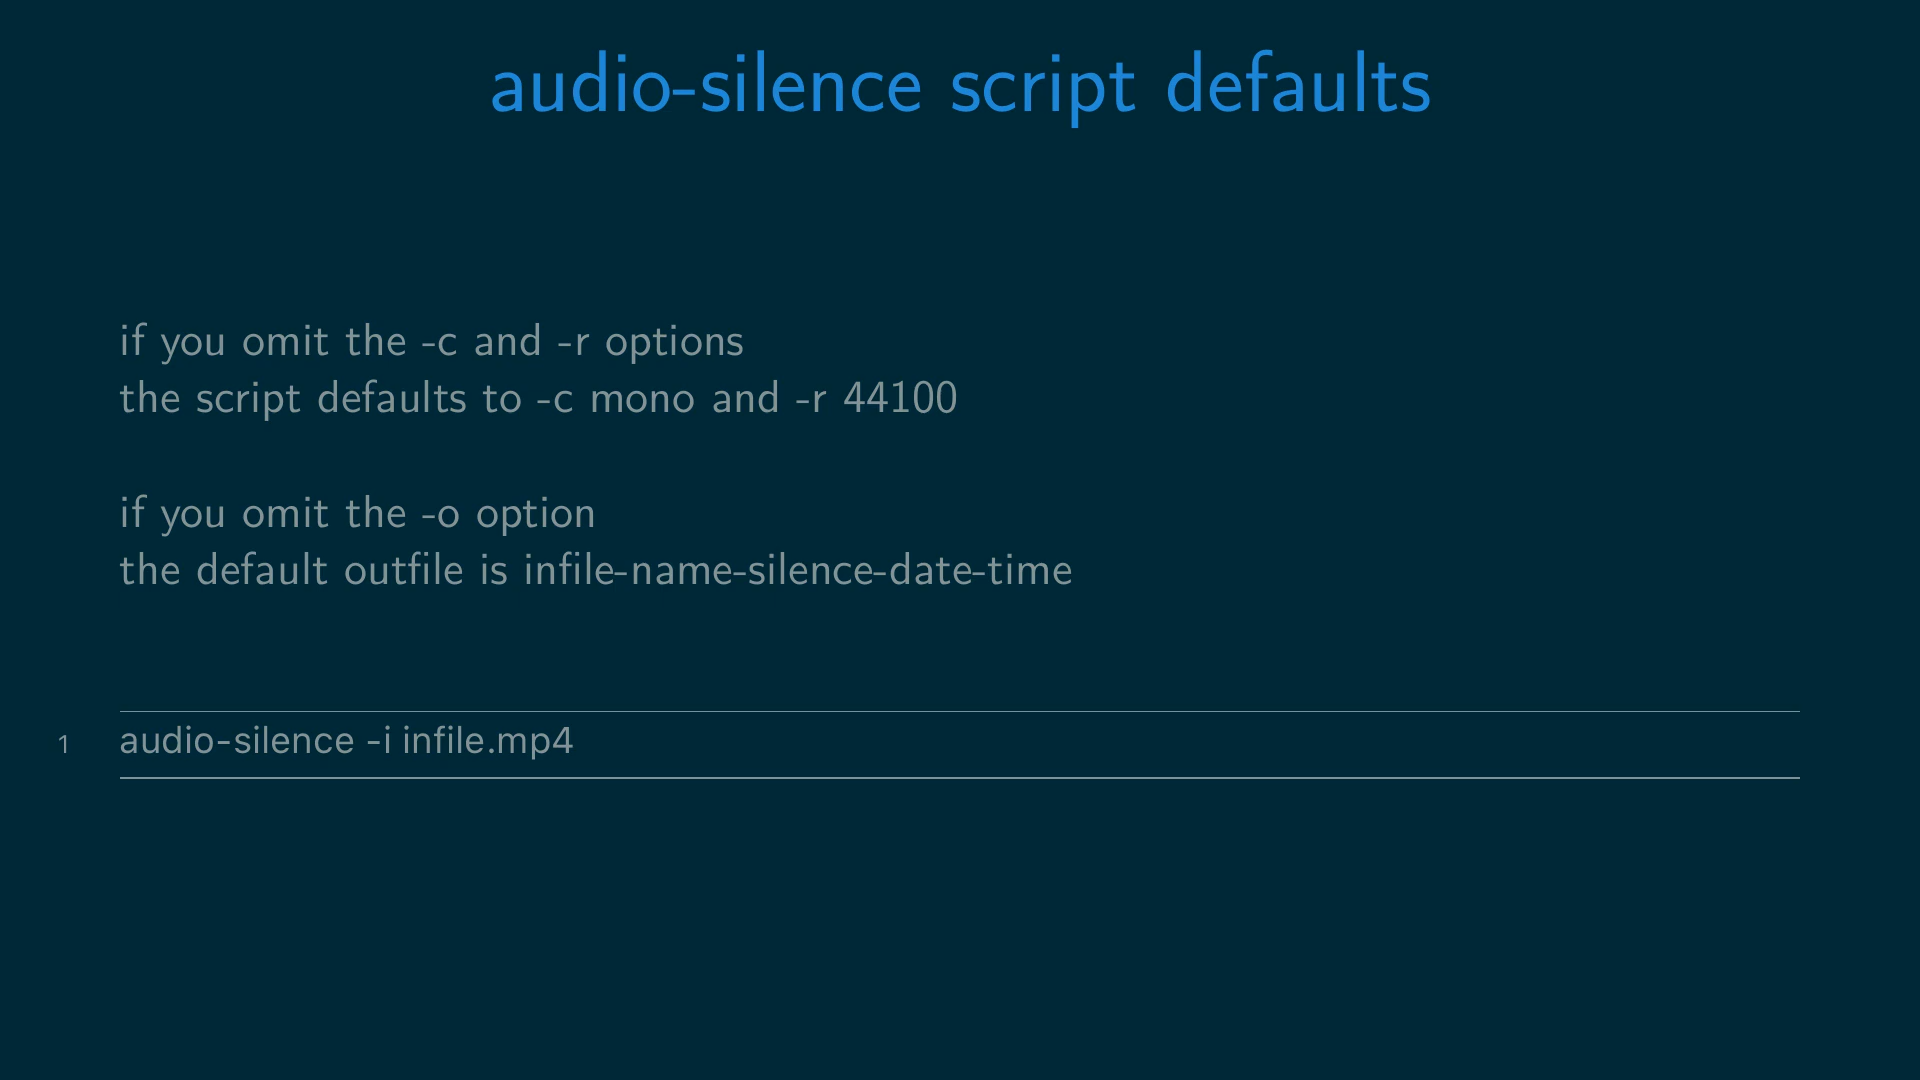 audio-silence script defaults
if you omit the -c and -r options
the script defaults to -c mono and -r 44100
if you omit the -o option
the default outfile is infile-name-silence-date-time
1 audio-silence -i infile.mp4